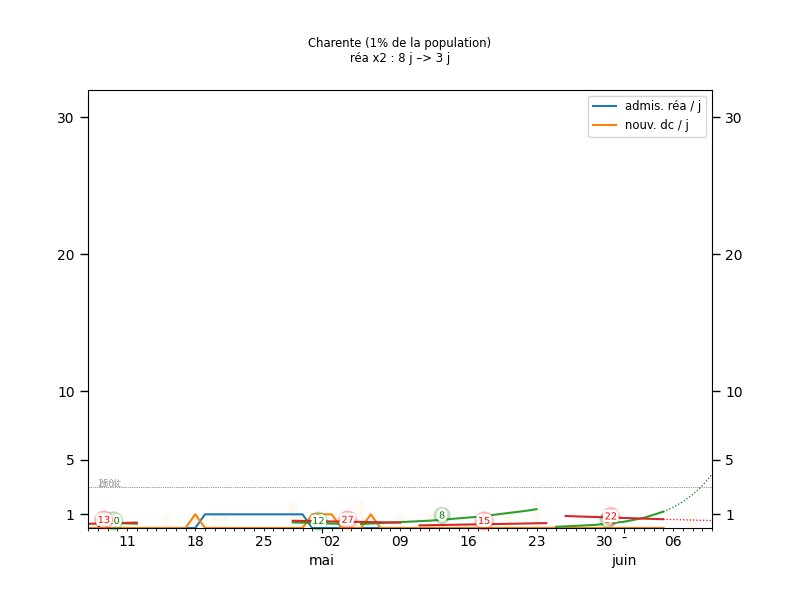 Charente (1% de la population)
réa x2 : 8 j –> 3 j
admis. réa / j
nouv. dc / j
30 30
20 20
10 10
5 5
1 1
8
13 0 12 27 15 22
11 18 25 02 09 16 23 30 06
mai juin